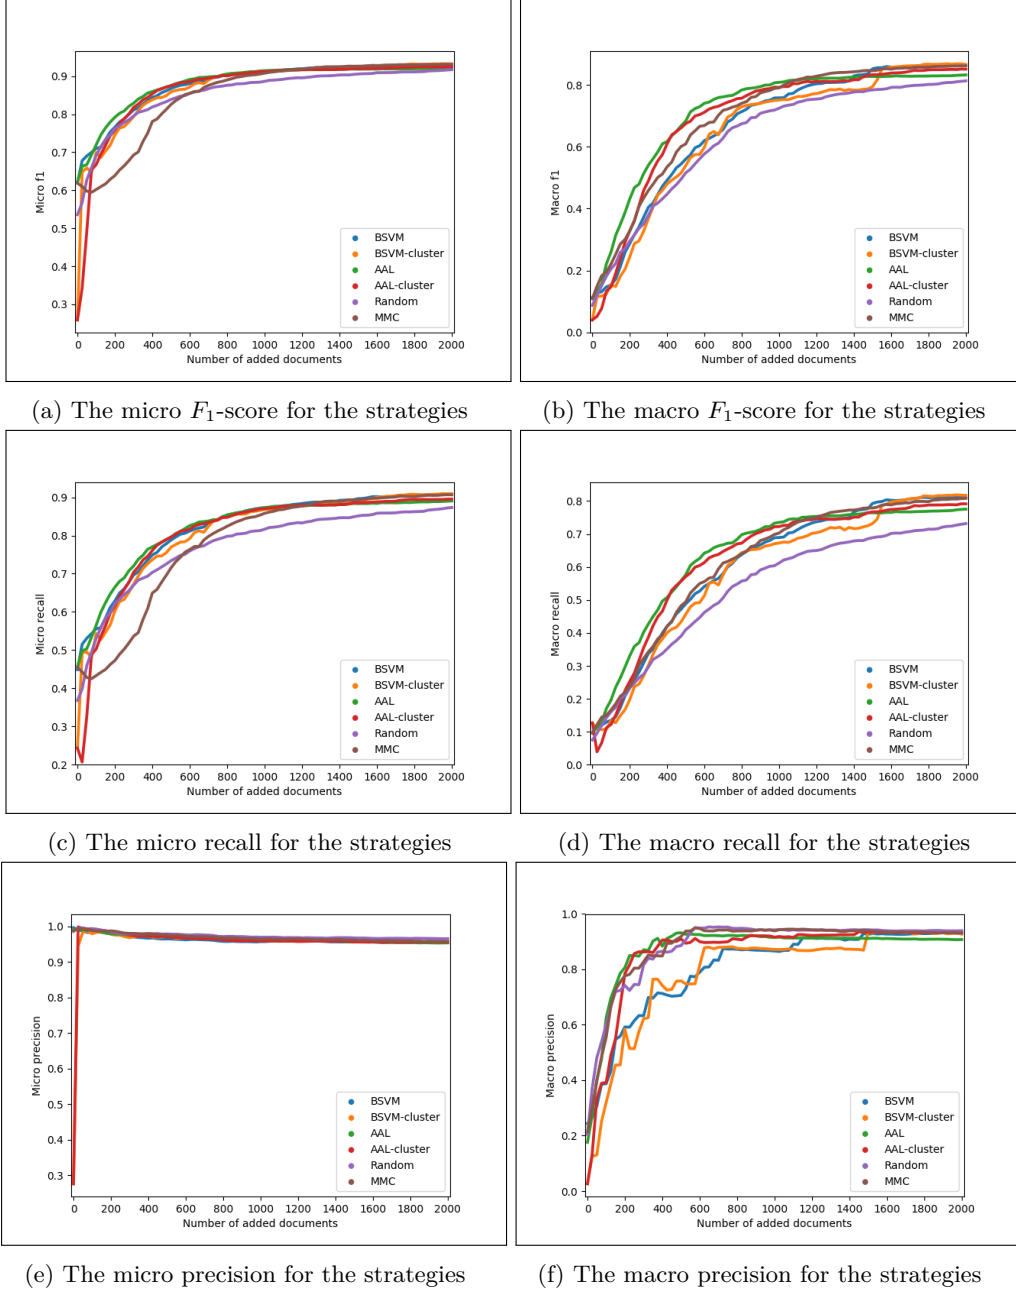 0.9
0.8
0.7
0.6
0.5
0.4
0.3
Micro f1
BSVM
BSVM-cluster
AAL
AAL-cluster
Random
MMC
0 200 400 600 800 1000 1200 1400 1600 1800 2000
Number of added documents
(a) The micro F₁-score for the strategies
0.8
0.6
0.4
0.2
0.0
Macro f1
BSVM
BSVM-cluster
AAL
AAL-cluster
Random
MMC
0 200 400 600 800 1000 1200 1400 1600 1800 2000
Number of added documents
(b) The macro F₁-score for the strategies
0.9
0.8
0.7
0.6
0.5
0.4
0.3
0.2
Micro recall
BSVM
BSVM-cluster
AAL
AAL-cluster
Random
MMC
0 200 400 600 800 1000 1200 1400 1600 1800 2000
Number of added documents
(c) The micro recall for the strategies
0.8
0.7
0.6
0.5
0.4
0.3
0.2
0.1
0.0
Macro recall
BSVM
BSVM-cluster
AAL
AAL-cluster
Random
MMC
0 200 400 600 800 1000 1200 1400 1600 1800 2000
Number of added documents
(d) The macro recall for the strategies
1.0
0.9
0.8
0.7
0.6
0.5
0.4
0.3
Micro precision
BSVM
BSVM-cluster
AAL
AAL-cluster
Random
MMC
0 200 400 600 800 1000 1200 1400 1600 1800 2000
Number of added documents
(e) The micro precision for the strategies
1.0
0.8
0.6
0.4
0.2
0.0
Macro precision
BSVM
BSVM-cluster
AAL
AAL-cluster
Random
MMC
0 200 400 600 800 1000 1200 1400 1600 1800 2000
Number of added documents
(f) The macro precision for the strategies